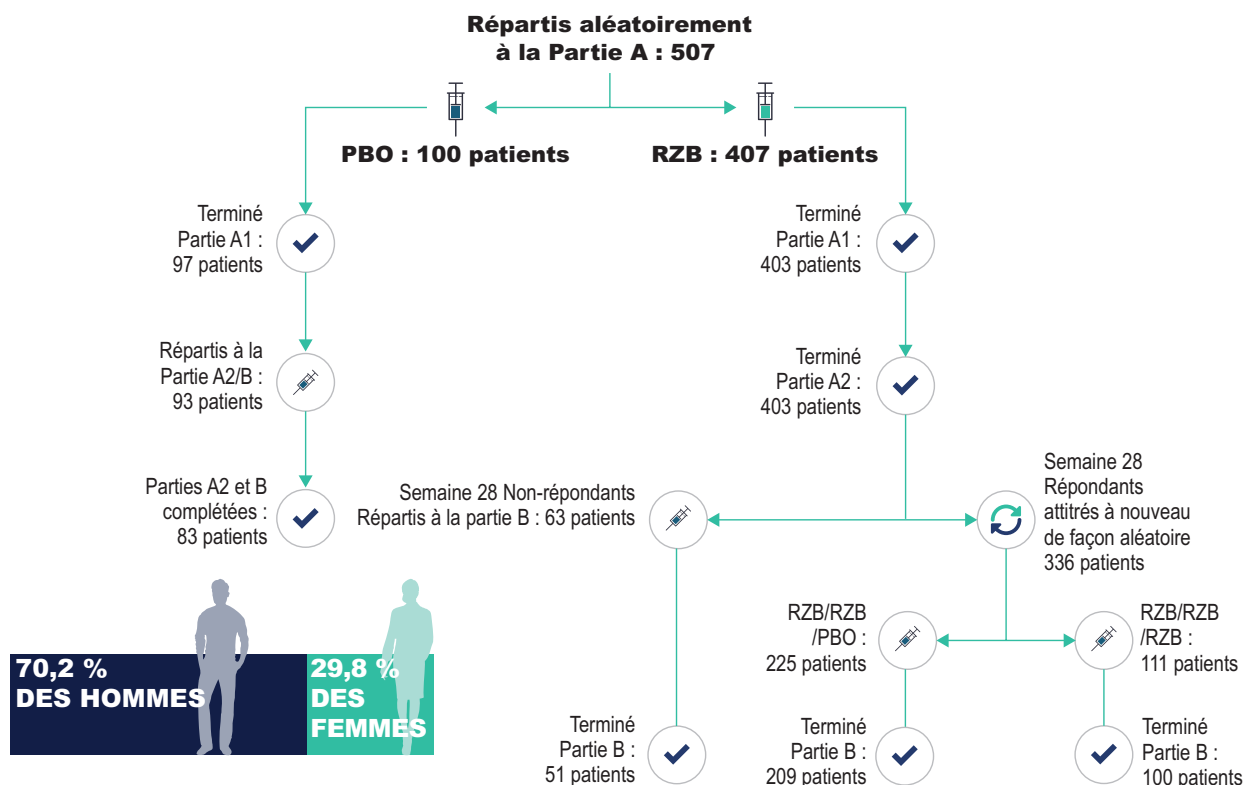 Répartis aléatoirement
à la Partie A : 507
PBO : 100 patients
RZB : 407 patients
Terminé
Partie A1 :
97 patients
Terminé
Partie A1 :
403 patients
Répartis à la
Partie A2/B :
93 patients
Terminé
Partie A2 :
403 patients
Parties A2 et B
complétées :
83 patients
Semaine 28 Non-répondants
Répartis à la partie B : 63 patients
Semaine 28
Répondants
attitrés à nouveau
de façon aléatoire
336 patients
RZB/RZB
/PBO :
225 patients
RZB/RZB
/RZB :
111 patients
70,2 %
DES HOMMES
29,8 %
DES
FEMMES
Terminé
Partie B :
51 patients
Terminé
Partie B :
209 patients
Terminé
Partie B :
100 patients